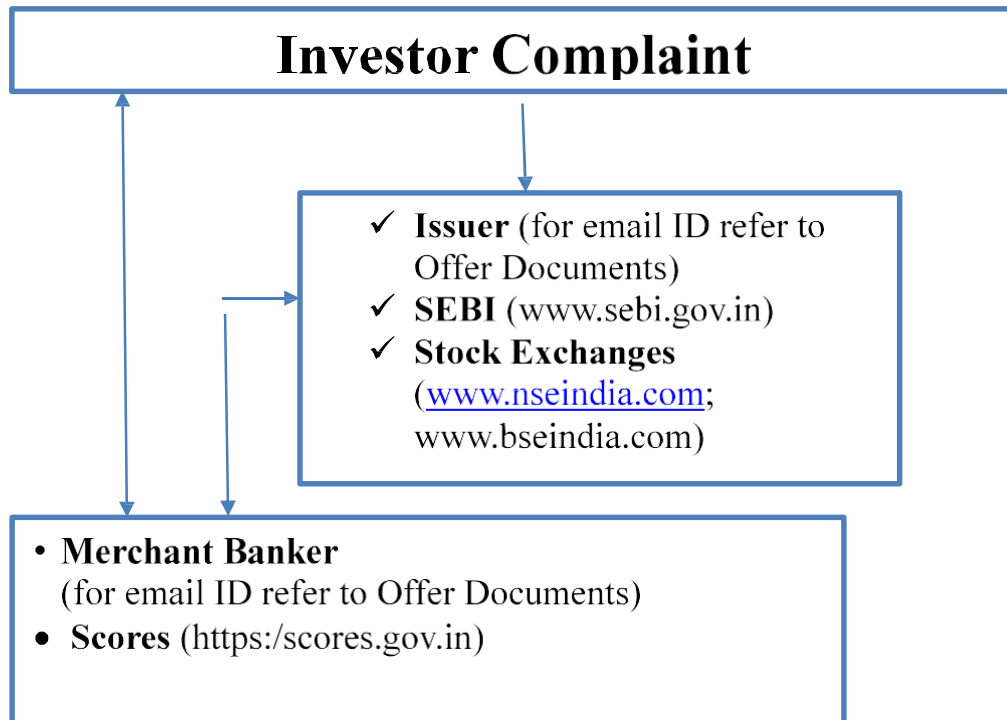 Investor Complaint
✓ Issuer (for email ID refer to
Offer Documents)
✓ SEBI (www.sebi.gov.in)
✓ Stock Exchanges
(www.nseindia.com;
www.bseindia.com)
• Merchant Banker
(for email ID refer to Offer Documents)
• Scores (https:/scores.gov.in)